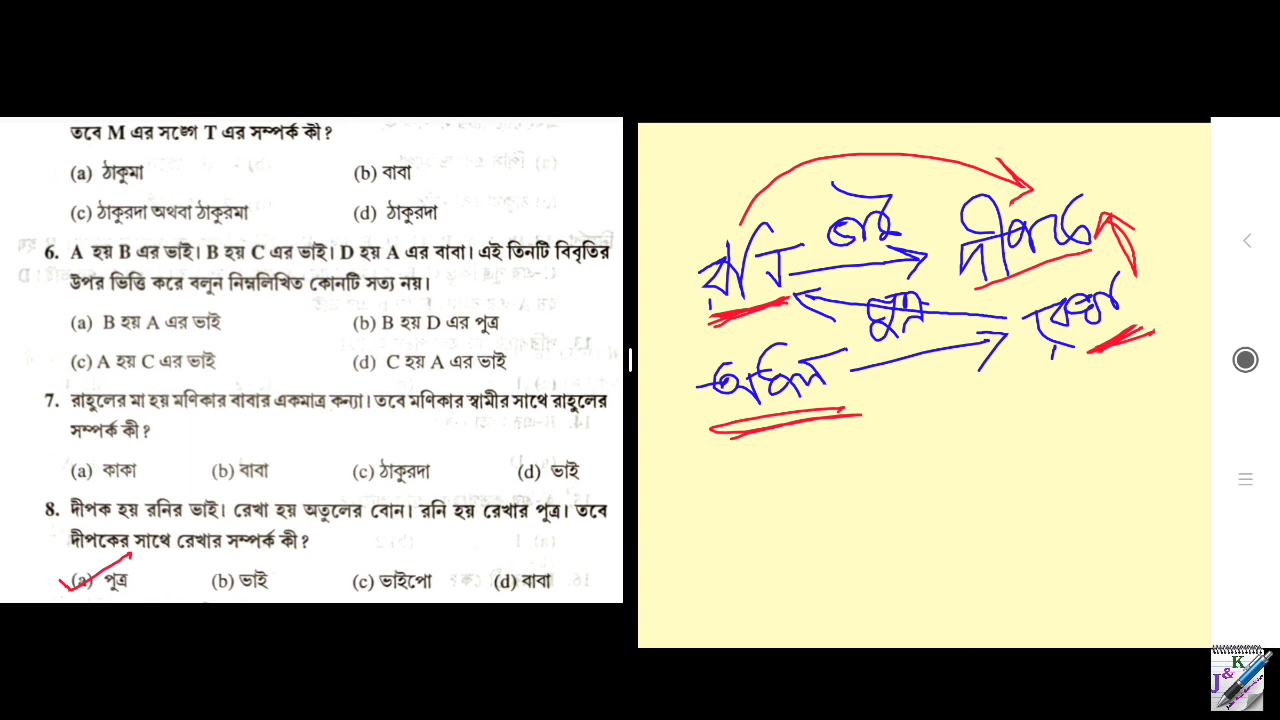 তবে M এর সঙ্গে T এর সম্পর্ক কী?
(a) ঠাকুমা (b) বাবা
(c) ঠাকুরদা অথবা ঠাকুরমা (d) ঠাকুরদা
6. A হয় B এর ভাই। B হয় C এর ভাই। D হয় A এর বাবা। এই তিনটি বিবৃতির
উপর ভিত্তি করে বলুন নিম্নলিখিত কোনটি সত্য নয়।
(a) B হয় A এর ভাই (b) B হয় D এর পুত্র
(c) A হয় C এর ভাই (d) C হয় A এর ভাই
7. রাহুলের মা হয় মণিকার বাবার একমাত্র কন্যা। তবে মণিকার স্বামীর সাথে রাহুলের
সম্পর্ক কী?
(a) কাকা (b) বাবা (c) ঠাকুরদা (d) ভাই
8. দীপক হয় রনির ভাই। রেখা হয় অতুলের বোন। রনি হয় রেখার পুত্র। তবে
দীপকের সাথে রেখার সম্পর্ক কী?
(a) পুত্র (b) ভাই (c) ভাইপো (d) বাবা
রনি ভাই দীপক
পুত্র রেখা
অতুল
J&K